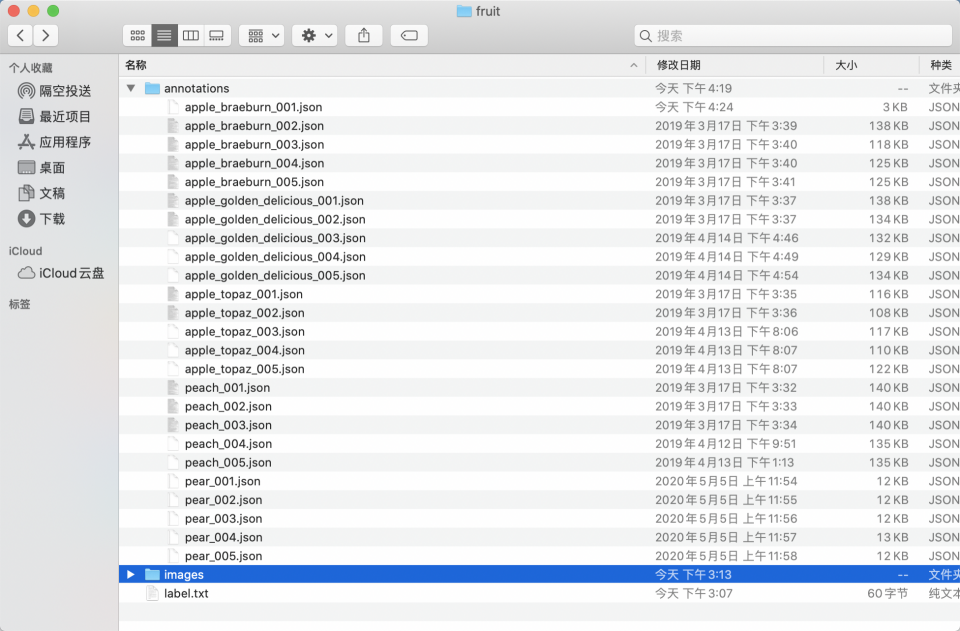 fruit
搜索
个人收藏
隔空投送
最近项目
应用程序
桌面
文稿
下载
iCloud
iCloud云盘
标签
名称 修改日期 大小 种类
annotations 今天 下午4:19 -- 文件夹
apple_braeburn_001.json 今天 下午4:24 3 KB JSON
apple_braeburn_002.json 2019年3月17日 下午3:39 138 KB JSON
apple_braeburn_003.json 2019年3月17日 下午3:40 118 KB JSON
apple_braeburn_004.json 2019年3月17日 下午3:40 125 KB JSON
apple_braeburn_005.json 2019年3月17日 下午3:41 125 KB JSON
apple_golden_delicious_001.json 2019年3月17日 下午3:37 138 KB JSON
apple_golden_delicious_002.json 2019年3月17日 下午3:37 134 KB JSON
apple_golden_delicious_003.json 2019年4月14日 下午4:46 132 KB JSON
apple_golden_delicious_004.json 2019年4月14日 下午4:49 129 KB JSON
apple_golden_delicious_005.json 2019年4月14日 下午4:54 134 KB JSON
apple_topaz_001.json 2019年3月17日 下午3:35 116 KB JSON
apple_topaz_002.json 2019年3月17日 下午3:36 108 KB JSON
apple_topaz_003.json 2019年4月13日 下午8:06 117 KB JSON
apple_topaz_004.json 2019年4月13日 下午8:07 110 KB JSON
apple_topaz_005.json 2019年4月13日 下午8:07 122 KB JSON
peach_001.json 2019年3月17日 下午3:32 140 KB JSON
peach_002.json 2019年3月17日 下午3:33 140 KB JSON
peach_003.json 2019年3月17日 下午3:34 140 KB JSON
peach_004.json 2019年4月12日 下午9:51 135 KB JSON
peach_005.json 2019年4月13日 下午1:13 135 KB JSON
pear_001.json 2020年5月5日 上午11:54 12 KB JSON
pear_002.json 2020年5月5日 上午11:55 12 KB JSON
pear_003.json 2020年5月5日 上午11:56 12 KB JSON
pear_004.json 2020年5月5日 上午11:57 13 KB JSON
pear_005.json 2020年5月5日 上午11:58 12 KB JSON
images 今天 下午3:13 -- 文件夹
label.txt 今天 下午3:07 60 字节 纯文本